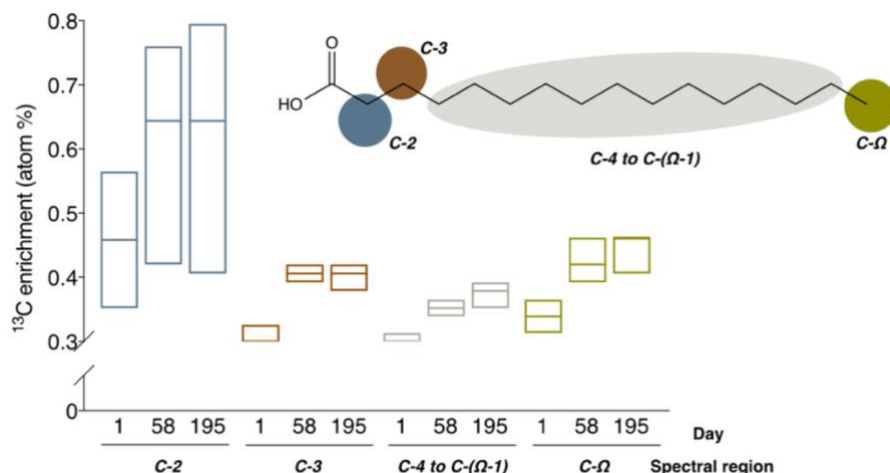 ¹³C enrichment (atom %)
0.8
0.7
0.6
0.5
0.4
0.3
0
O
HO
C-3
C-2
C-4 to C-(Ω-1)
C-Ω
1 58 195 1 58 195 1 58 195 1 58 195 Day
C-2 C-3 C-4 to C-(Ω-1) C-Ω Spectral region